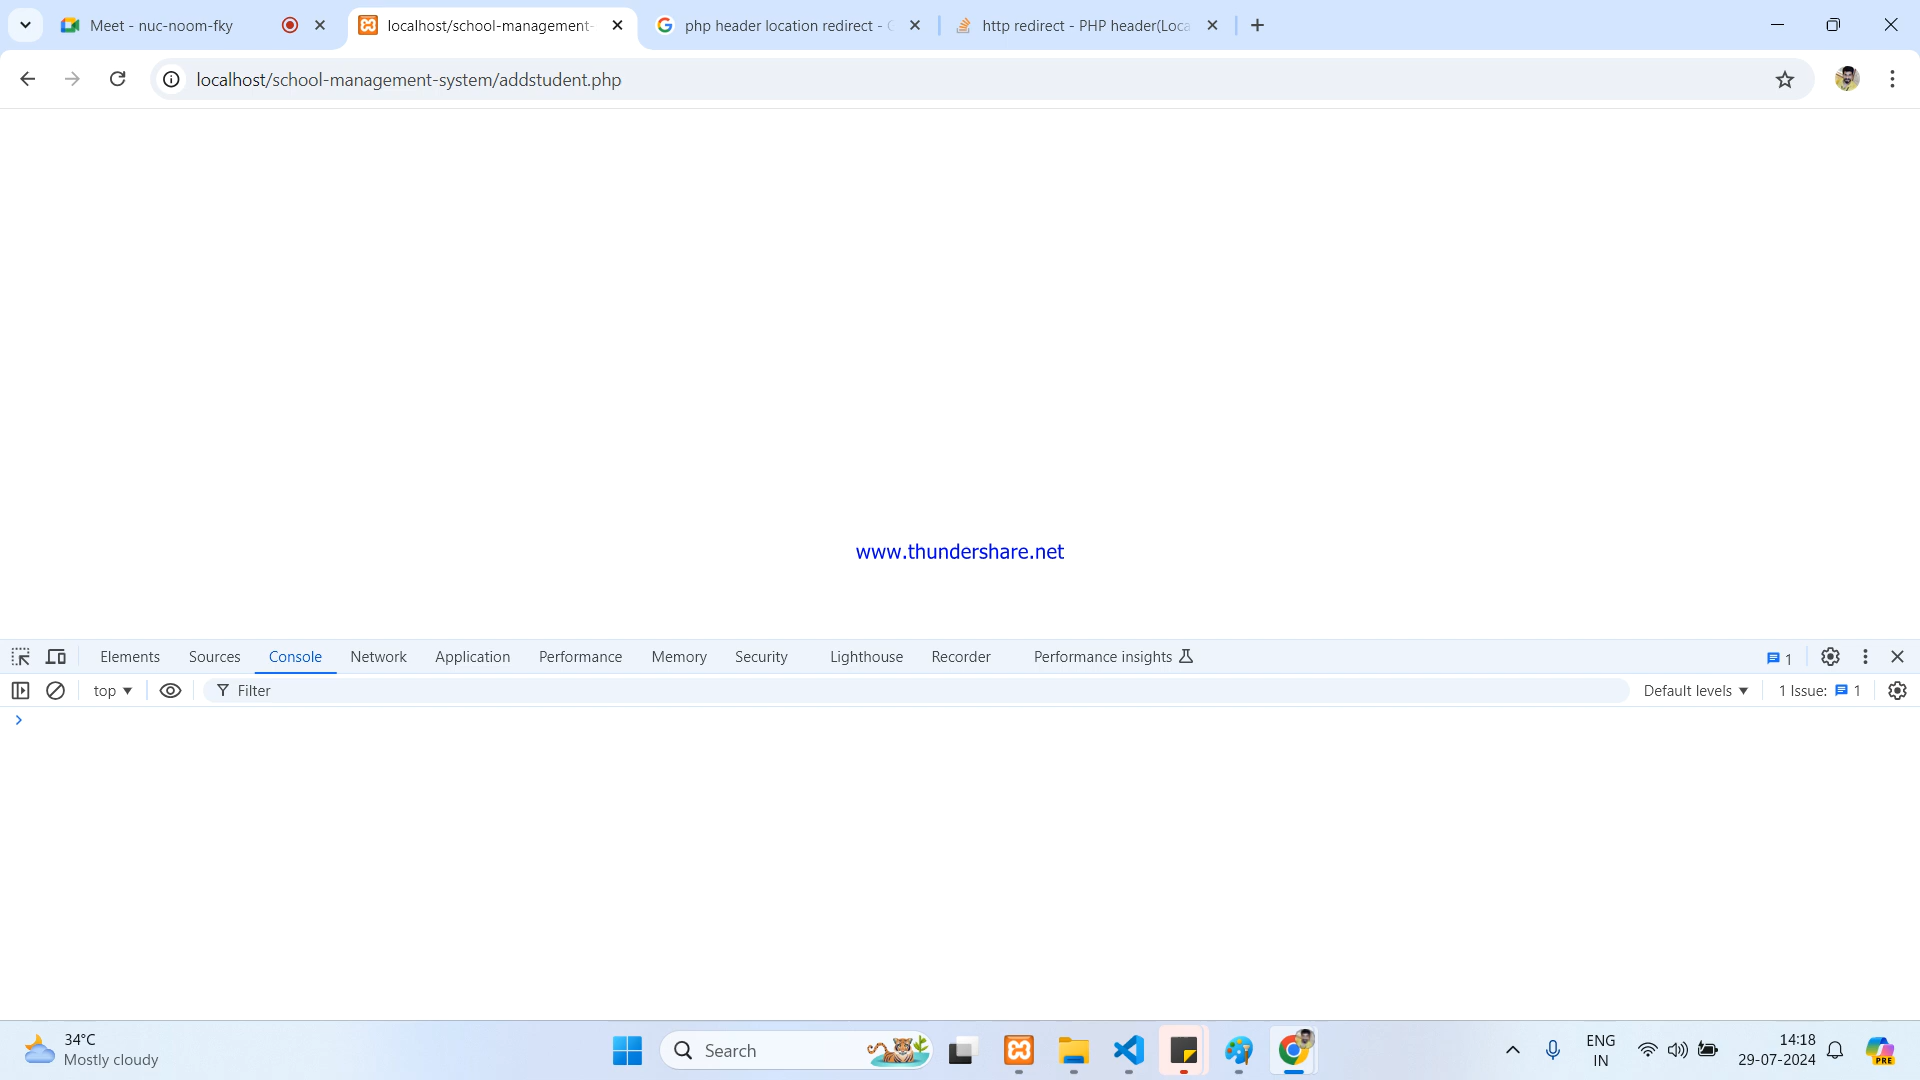 Meet - nuc-noom-fky
localhost/school-management-
php header location redirect -
http redirect - PHP header(Loca
localhost/school-management-system/addstudent.php
www.thundershare.net
Elements Sources Console Network Application Performance Memory Security Lighthouse Recorder Performance insights 1
top Filter Default levels 1 Issue: 1
34°C
Mostly cloudy
Search
ENG
IN
14:18
29-07-2024
PRE